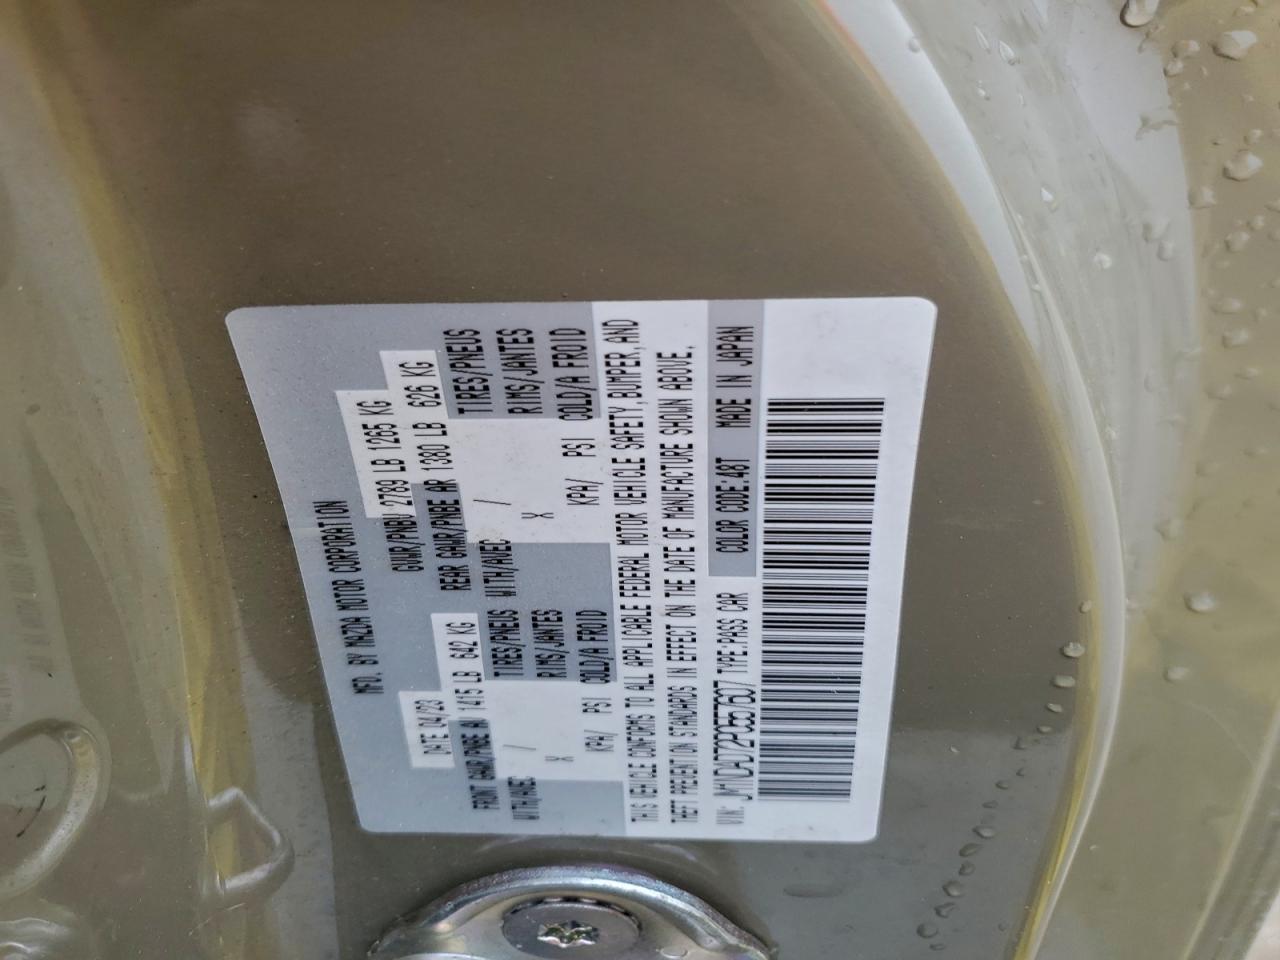 MFD. BY MAZDA MOTOR CORPORATION
DATE 04/23 GVWR/PNBV 2789 LB 1265 KG
FRONT GAWR/PNBE AV 1415 LB 642 KG REAR GAWR/PNBE AR 1380 LB 626 KG
WITH/AVEC / TIRES/PNEUS WITH/AVEC / TIRES/PNEUS
X RIMS/JANTES X RIMS/JANTES
KPA/ PSI COLD/A FROID KPA/ PSI COLD/A FROID
THIS VEHICLE CONFORMS TO ALL APPLICABLE FEDERAL MOTOR VEHICLE SAFETY, BUMPER, AND
THEFT PREVENTION STANDARDS IN EFFECT ON THE DATE OF MANUFACTURE SHOWN ABOVE.
VIN: JM1NDAD72P0557607 TYPE:PASS CAR COLOR CODE:48T MADE IN JAPAN